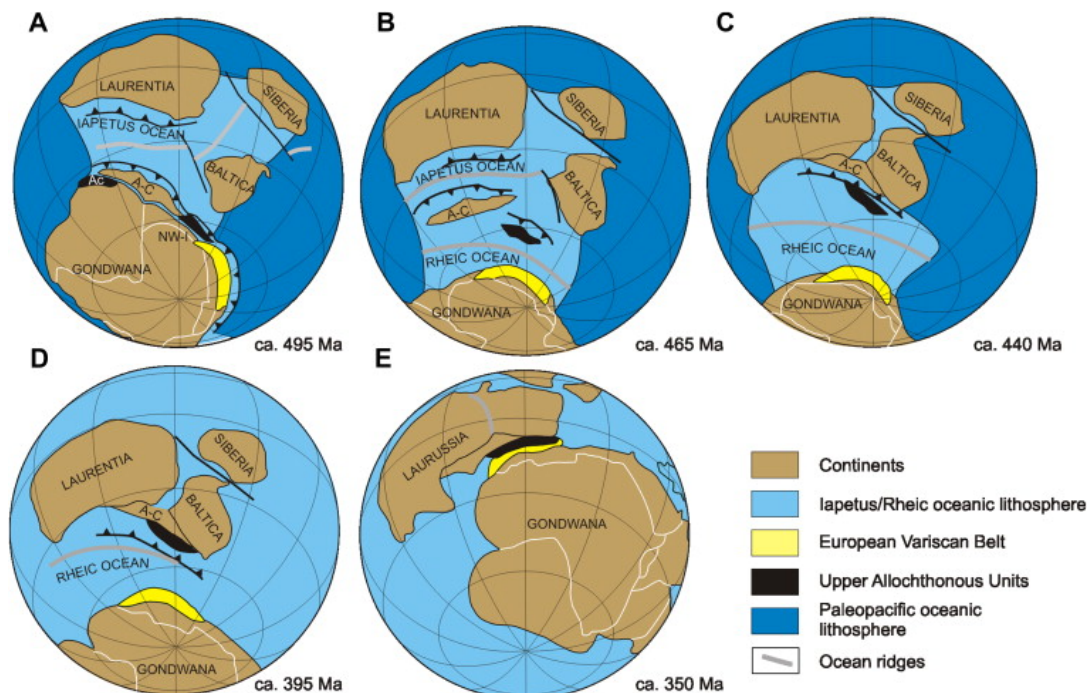 A
LAURENTIA
SIBERIA
IAPETUS OCEAN
BALTICA
Ac
A-C
NW-I
GONDWANA
ca. 495 Ma
B
LAURENTIA
SIBERIA
IAPETUS OCEAN
BALTICA
A-C
RHEIC OCEAN
GONDWANA
ca. 465 Ma
C
LAURENTIA
SIBERIA
A-C
BALTICA
RHEIC OCEAN
GONDWANA
ca. 440 Ma
D
LAURENTIA
SIBERIA
A-C
BALTICA
RHEIC OCEAN
GONDWANA
ca. 395 Ma
E
LAURUSSIA
GONDWANA
ca. 350 Ma
Continents
Iapetus/Rheic oceanic lithosphere
European Variscan Belt
Upper Allochthonous Units
Paleopacific oceanic
lithosphere
Ocean ridges